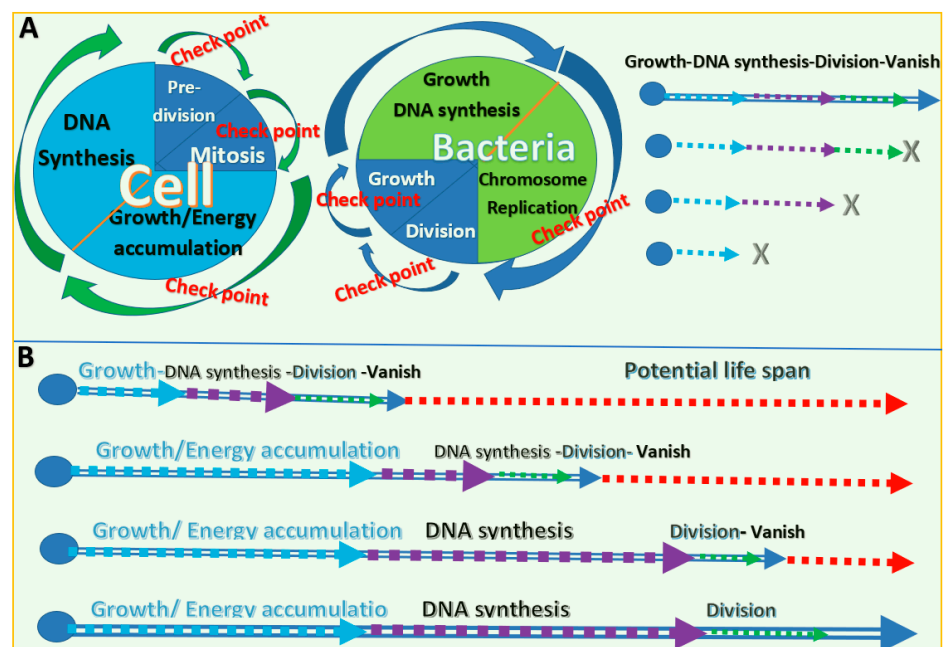 A
Check point
Pre-
division
DNA
Synthesis
Check point
Mitosis
Cell
Growth/Energy
accumulation
Check point
Growth
DNA synthesis
Bacteria
Growth
Chromosome
Replication
Check point
Division
Check point
Check point
Growth-DNA synthesis-Division-Vanish
X
X
X
B
Growth-DNA synthesis -Division -Vanish
Potential life span
Growth/Energy accumulation DNA synthesis -Division- Vanish
Growth/ Energy accumulation DNA synthesis Division- Vanish
Growth/ Energy accumulatio DNA synthesis Division